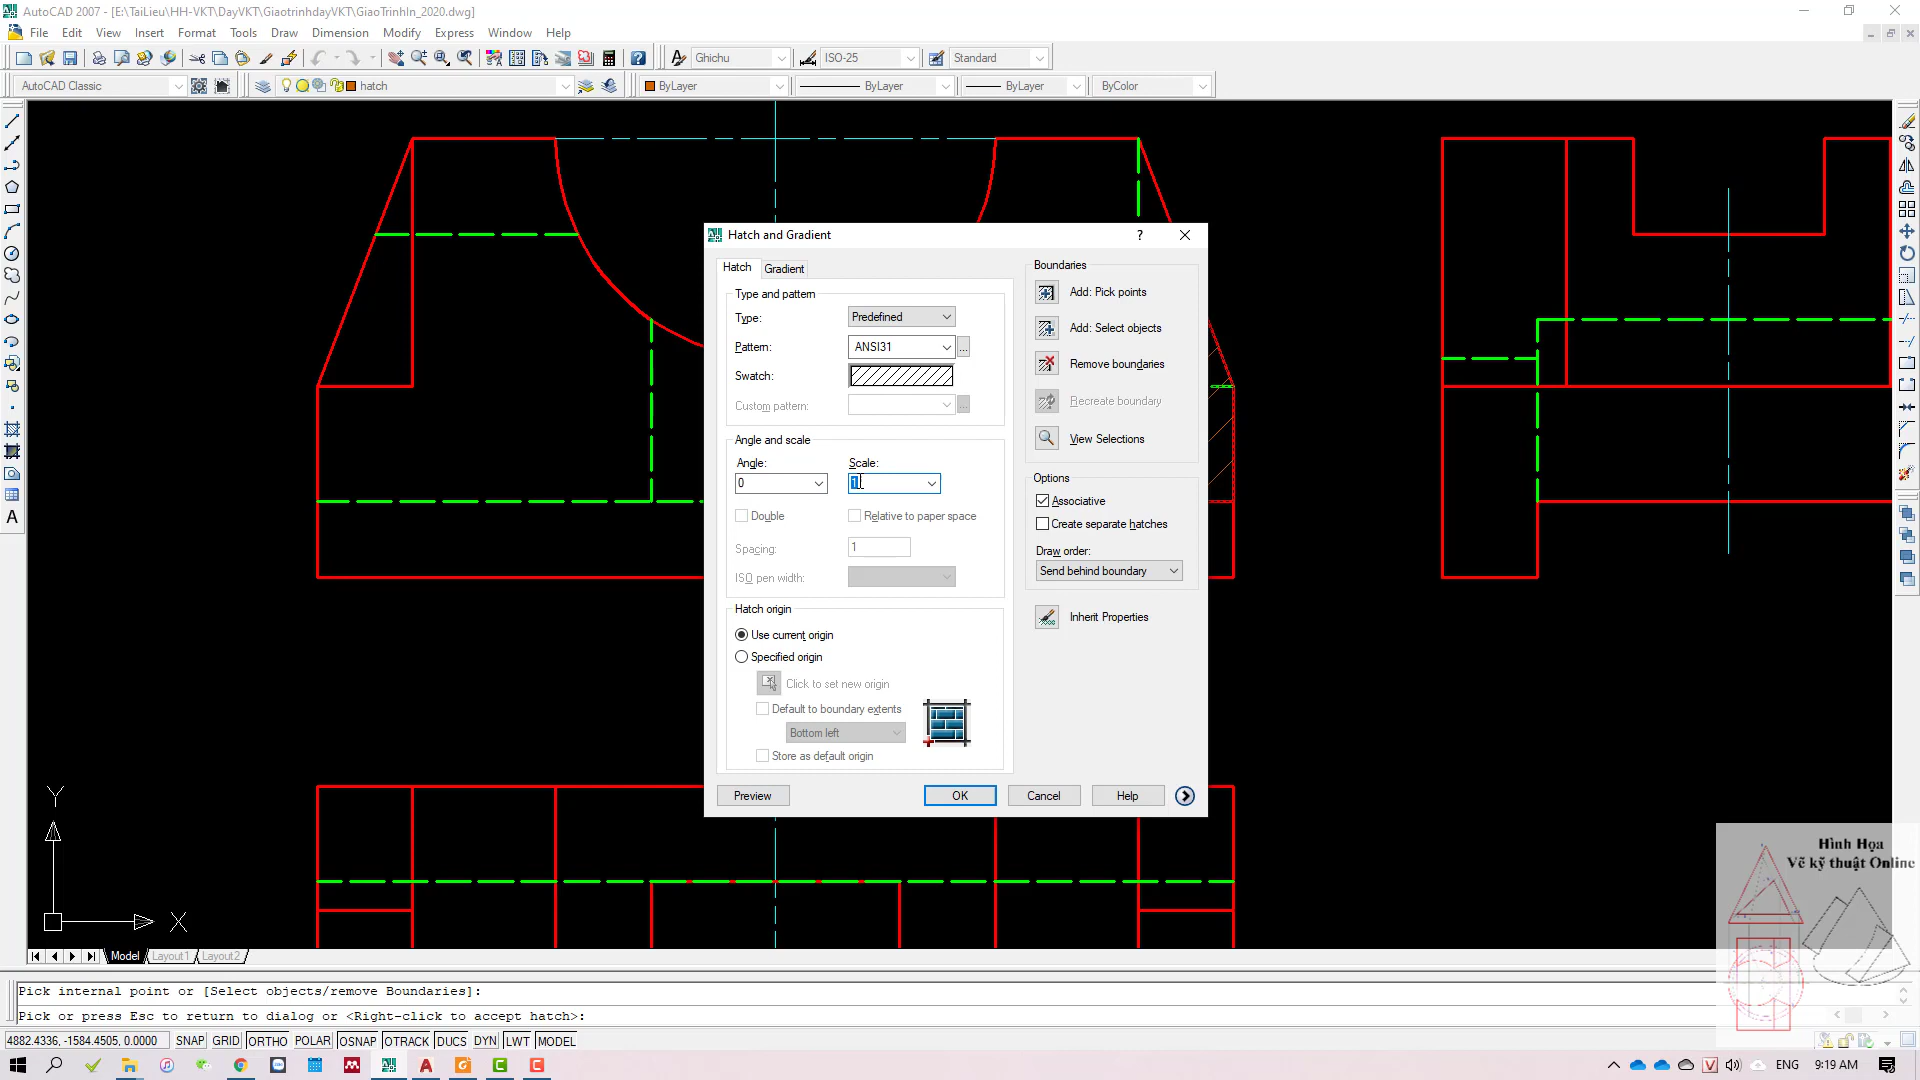 AutoCAD 2007 - [E:\TaiLieu\HH-VKT\DayVKT\GiaotrinhdayVKT\GiaoTrinhIn_2020.dwg]
File Edit View Insert Format Tools Draw Dimension Modify Express Window Help
Ghichu ISO-25 Standard
AutoCAD Classic hatch ByLayer ByLayer ByLayer ByColor
Hatch and Gradient ?
Hatch Gradient
Type and pattern
Type: Predefined
Pattern: ANSI31 ...
Swatch:
Custom pattern: ...
Angle and scale
Angle: Scale:
0 1
Double Relative to paper space
Spacing: 1
ISO pen width:
Hatch origin
Use current origin
Specified origin
Click to set new origin
Default to boundary extents
Bottom left
Store as default origin
Boundaries
Add: Pick points
Add: Select objects
Remove boundaries
Recreate boundary
View Selections
Options
Associative
Create separate hatches
Draw order:
Send behind boundary
Inherit Properties
Preview OK Cancel Help
Y
X
Hình Họa
Vẽ kỹ thuật Online
Model Layout1 Layout2
Pick internal point or [Select objects/remove Boundaries]:
Pick or press Esc to return to dialog or <Right-click to accept hatch>:
4882.4336, -1584.4505, 0.0000 SNAP GRID ORTHO POLAR OSNAP OTRACK DUCS DYN LWT MODEL
ENG 9:19 AM